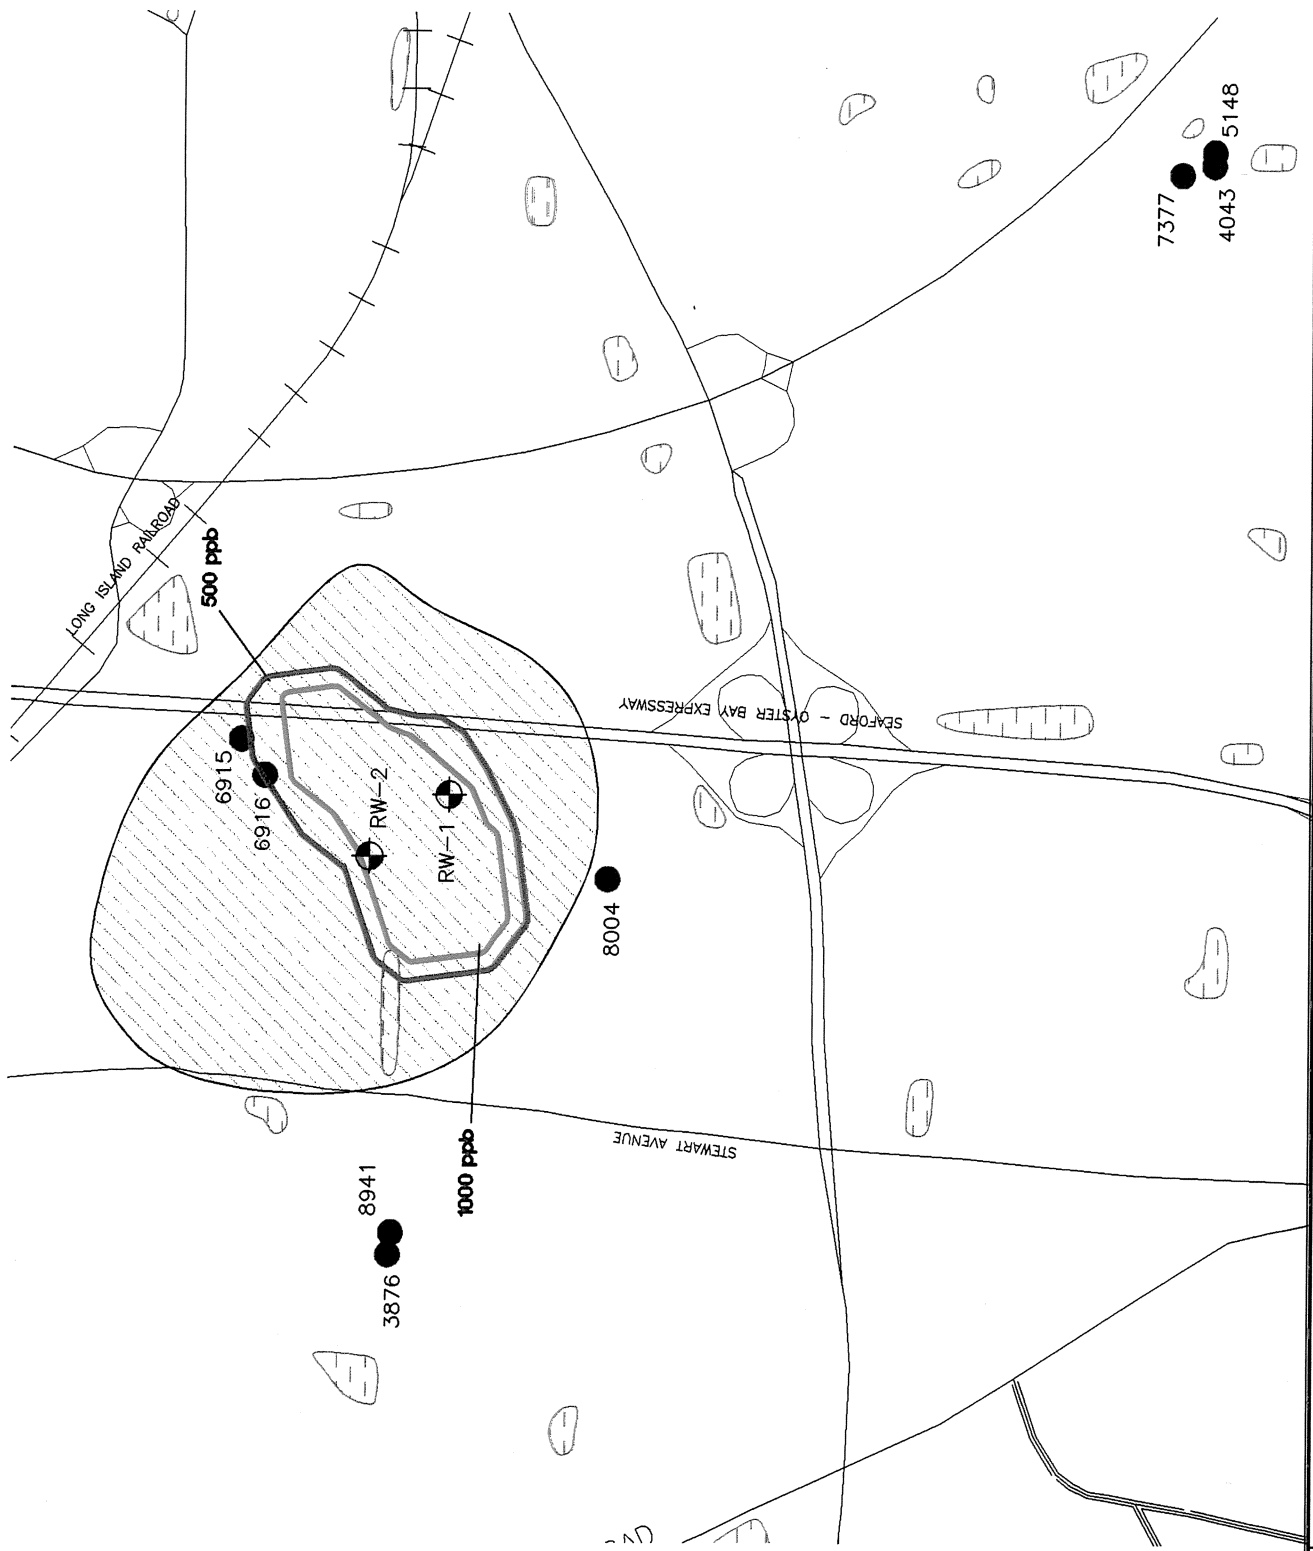 LONG ISLAND RAILROAD
500 ppb
5148
7377
4043
SEAFORD - OYSTER BAY EXPRESSWAY
6915
6916
RW-2
RW-1
8004
STEWART AVENUE
1000 ppb
8941
3876